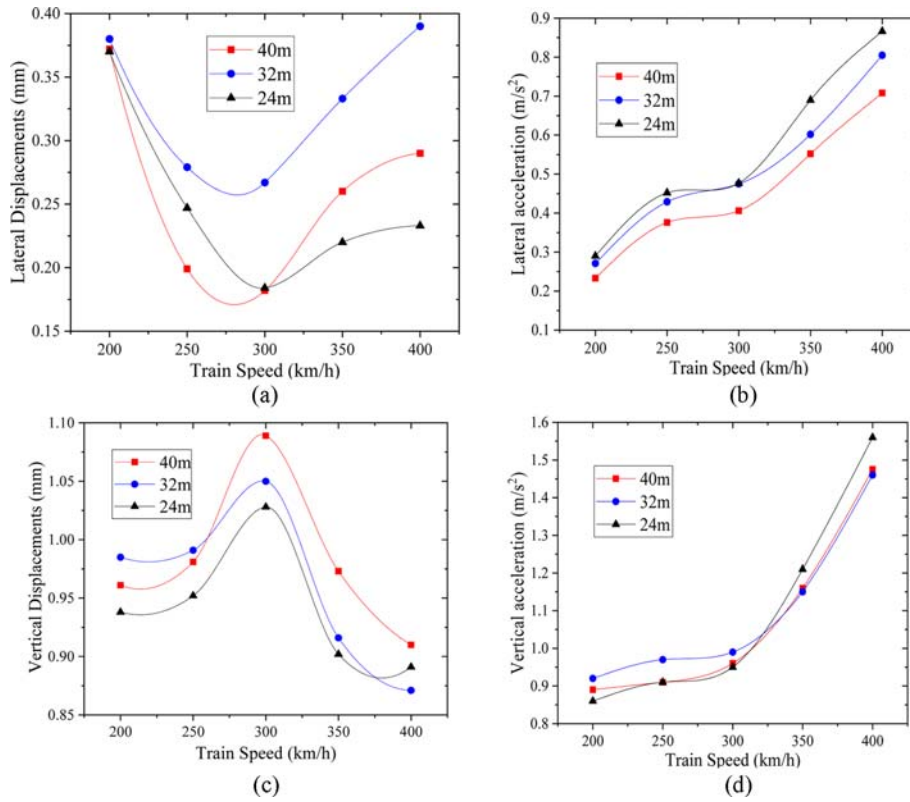 0.40
0.35
0.30
0.25
0.20
0.15
Lateral Displacements (mm)
40m
32m
24m
200 250 300 350 400
Train Speed (km/h)
(a)
0.9
0.8
0.7
0.6
0.5
0.4
0.3
0.2
0.1
Lateral acceleration (m/s²)
40m
32m
24m
200 250 300 350 400
Train Speed (km/h)
(b)
1.10
1.05
1.00
0.95
0.90
0.85
Vertical Displacements (mm)
40m
32m
24m
200 250 300 350 400
Train Speed (km/h)
(c)
1.6
1.5
1.4
1.3
1.2
1.1
1.0
0.9
0.8
Vertical acceleration (m/s²)
40m
32m
24m
200 250 300 350 400
Train Speed (km/h)
(d)